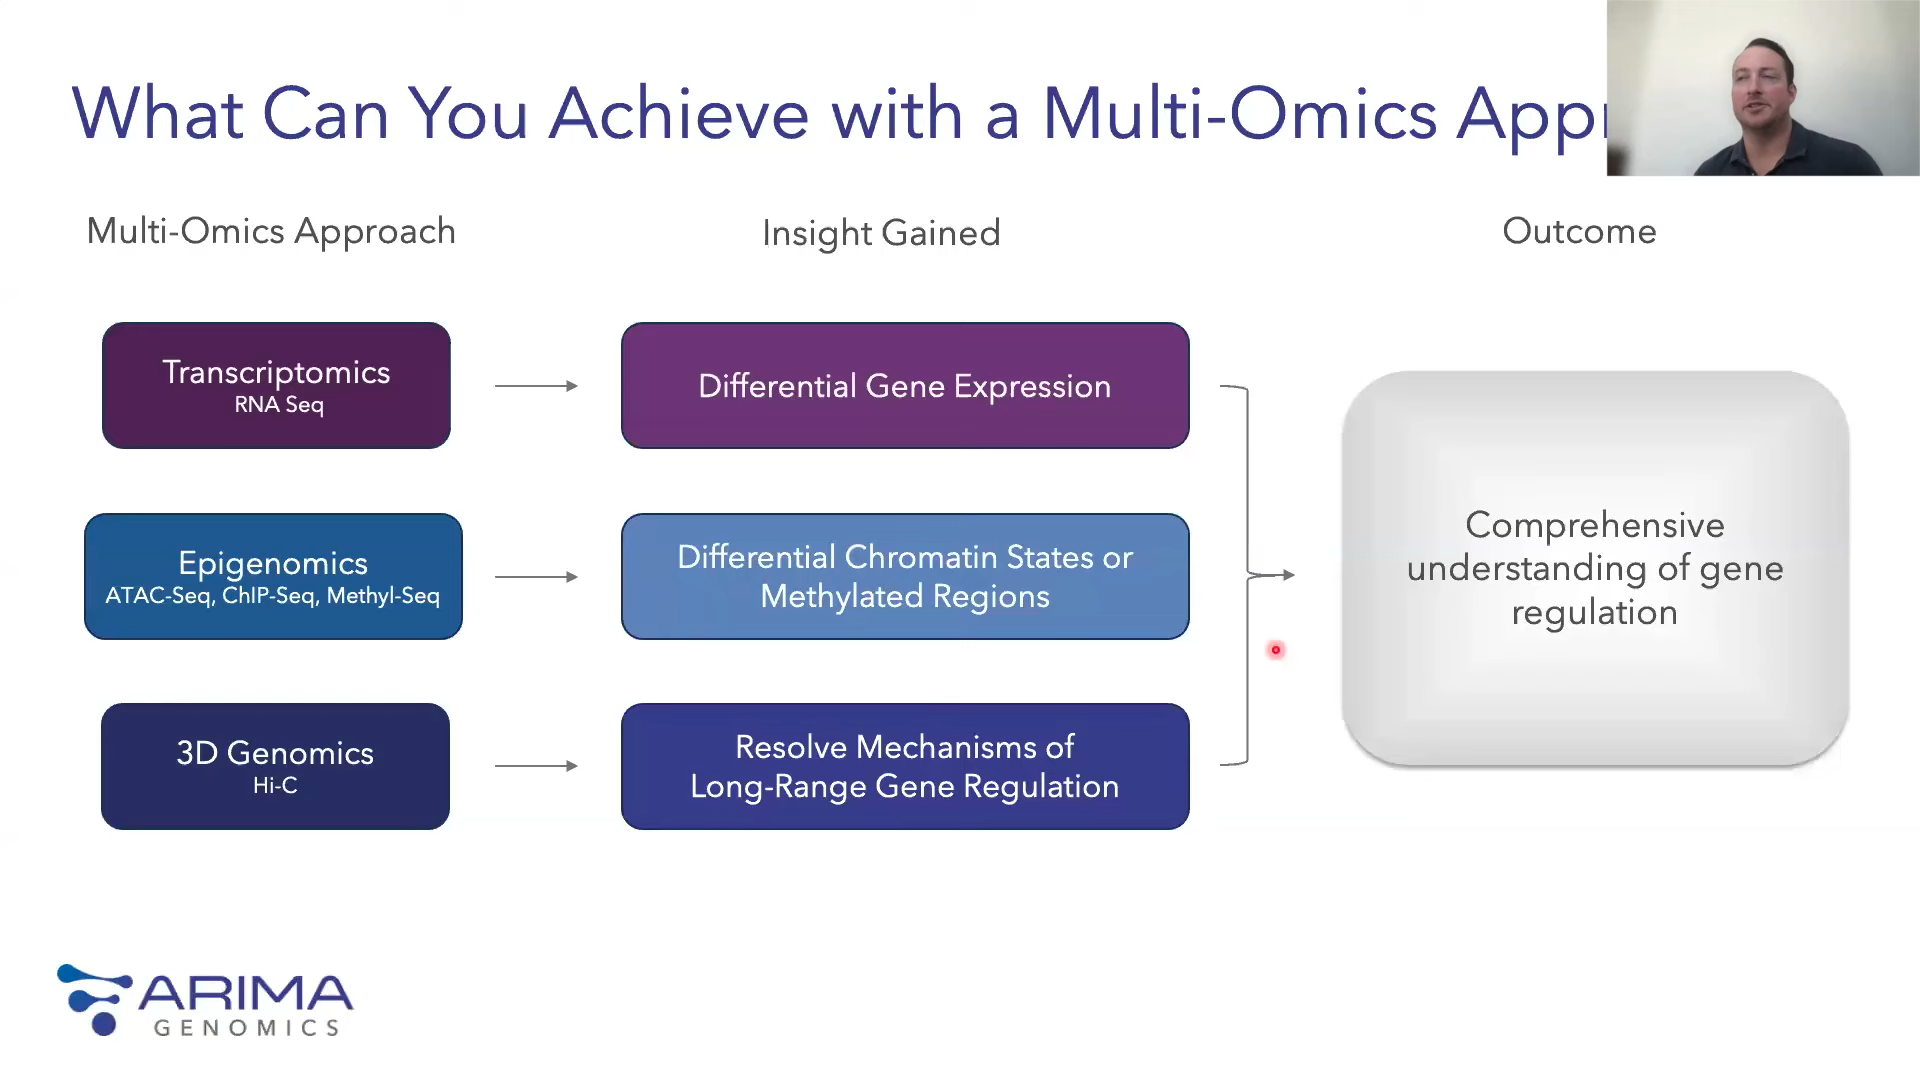 What Can You Achieve with a Multi-Omics
Multi-Omics Approach
Insight Gained
Outcome
Transcriptomics
RNA Seq
Differential Gene Expression
Epigenomics
ATAC-Seq, ChIP-Seq, Methyl-Seq
Differential Chromatin States or
Methylated Regions
3D Genomics
Hi-C
Resolve Mechanisms of
Long-Range Gene Regulation
Comprehensive
understanding of gene
regulation
ARIMA
GENOMICS